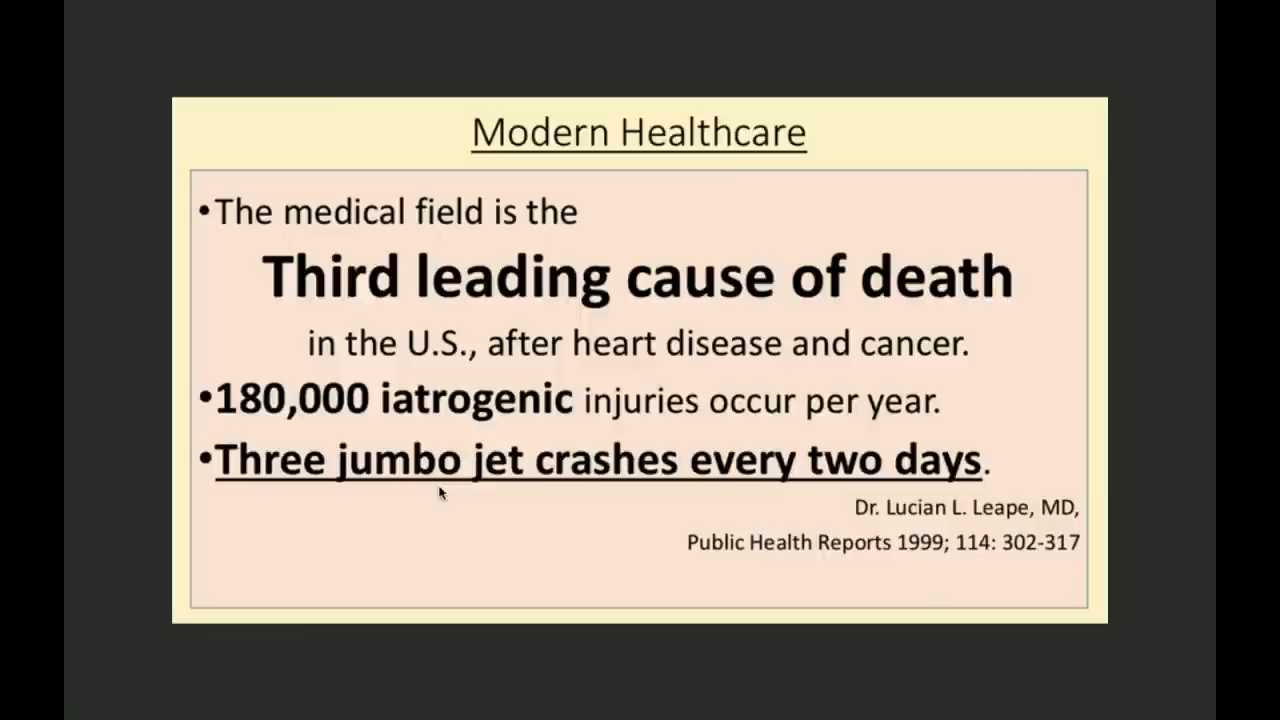 Modern Healthcare
•The medical field is the
Third leading cause of death
in the U.S., after heart disease and cancer.
•180,000 iatrogenic injuries occur per year.
•Three jumbo jet crashes every two days.
Dr. Lucian L. Leape, MD,
Public Health Reports 1999; 114: 302-317